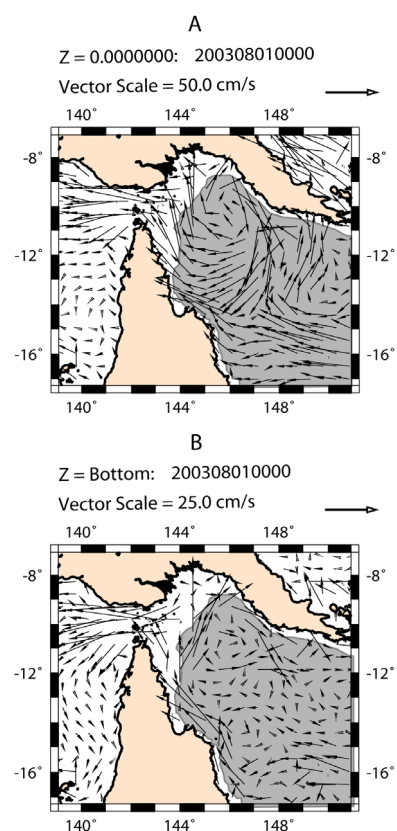 A
Z = 0.0000000: 200308010000
Vector Scale = 50.0 cm/s
140° 144° 148°
-8° -8°
-12° -12°
-16° -16°
140° 144° 148°
B
Z = Bottom: 200308010000
Vector Scale = 25.0 cm/s
140° 144° 148°
-8° -8°
-12° -12°
-16° -16°
140° 144° 148°